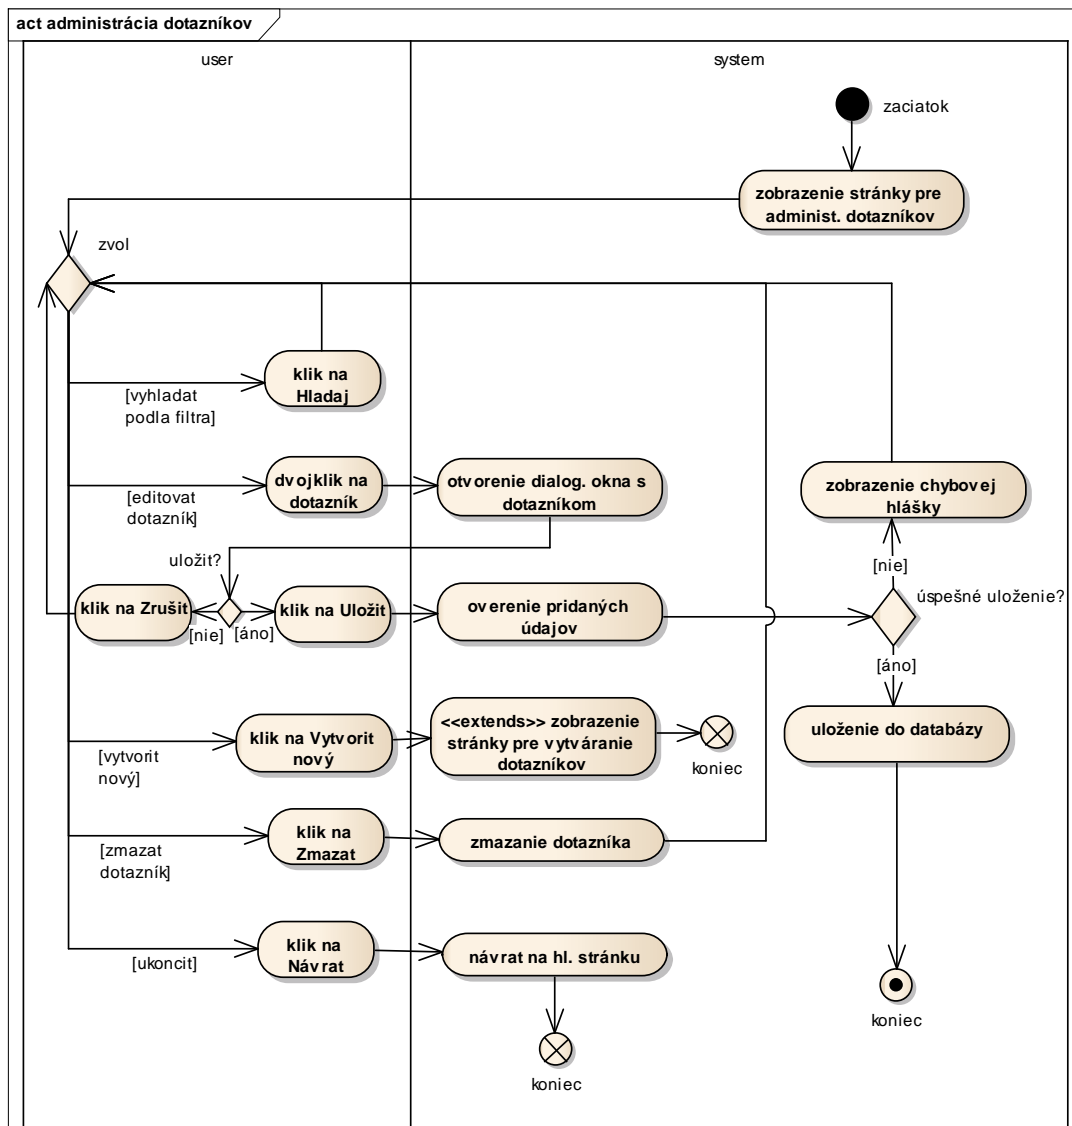 act administrácia dotazníkov
user
system
zaciatok
zobrazenie stránky pre
administ. dotazníkov
zvol
klik na
Hladaj
[vyhladat
podla filtra]
dvojklik na
dotazník
otvorenie dialog. okna s
dotazníkom
zobrazenie chybovej
hlášky
[editovat
dotazník]
uložit?
[nie]
klik na Zrušit
klik na Uložit
overenie pridaných
údajov
úspešné uloženie?
[nie]
[áno]
[áno]
klik na Vytvorit
nový
<<extends>> zobrazenie
stránky pre vytváranie
dotazníkov
uloženie do databázy
[vytvorit
nový]
koniec
klik na
Zmazat
zmazanie dotazníka
[zmazat
dotazník]
klik na
Návrat
návrat na hl. stránku
[ukoncit]
koniec
koniec